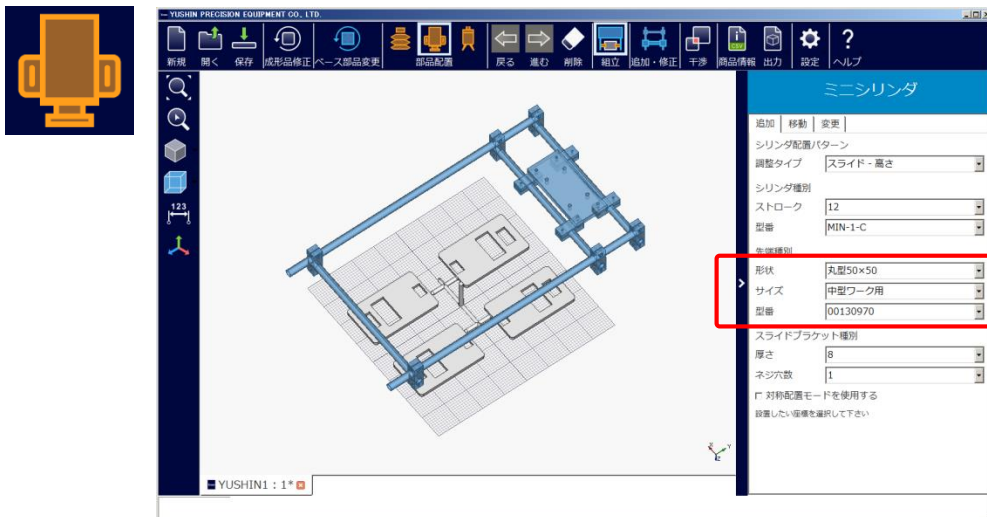 YUSHIN PRECISION EQUIPMENT CO., LTD.
新規 開く 保存 成形品修正 ベース部品変更 部品配置 戻る 進む 削除 組立 追加・修正 干渉 商品情報 出力 設定 ヘルプ
CSV
?
123
ミニシリンダ
追加 移動 変更
シリンダ配置パターン
調整タイプ スライド - 高さ
シリンダ種別
ストローク 12
型番 MIN-1-C
先端種別
形状 丸型50×50
サイズ 中型ワーク用
型番 00130970
スライドブラケット種別
厚さ 8
ネジ穴数 1
対称配置モードを使用する
設置したい座標を選択して下さい
X Y Z
YUSHIN1 : 1*